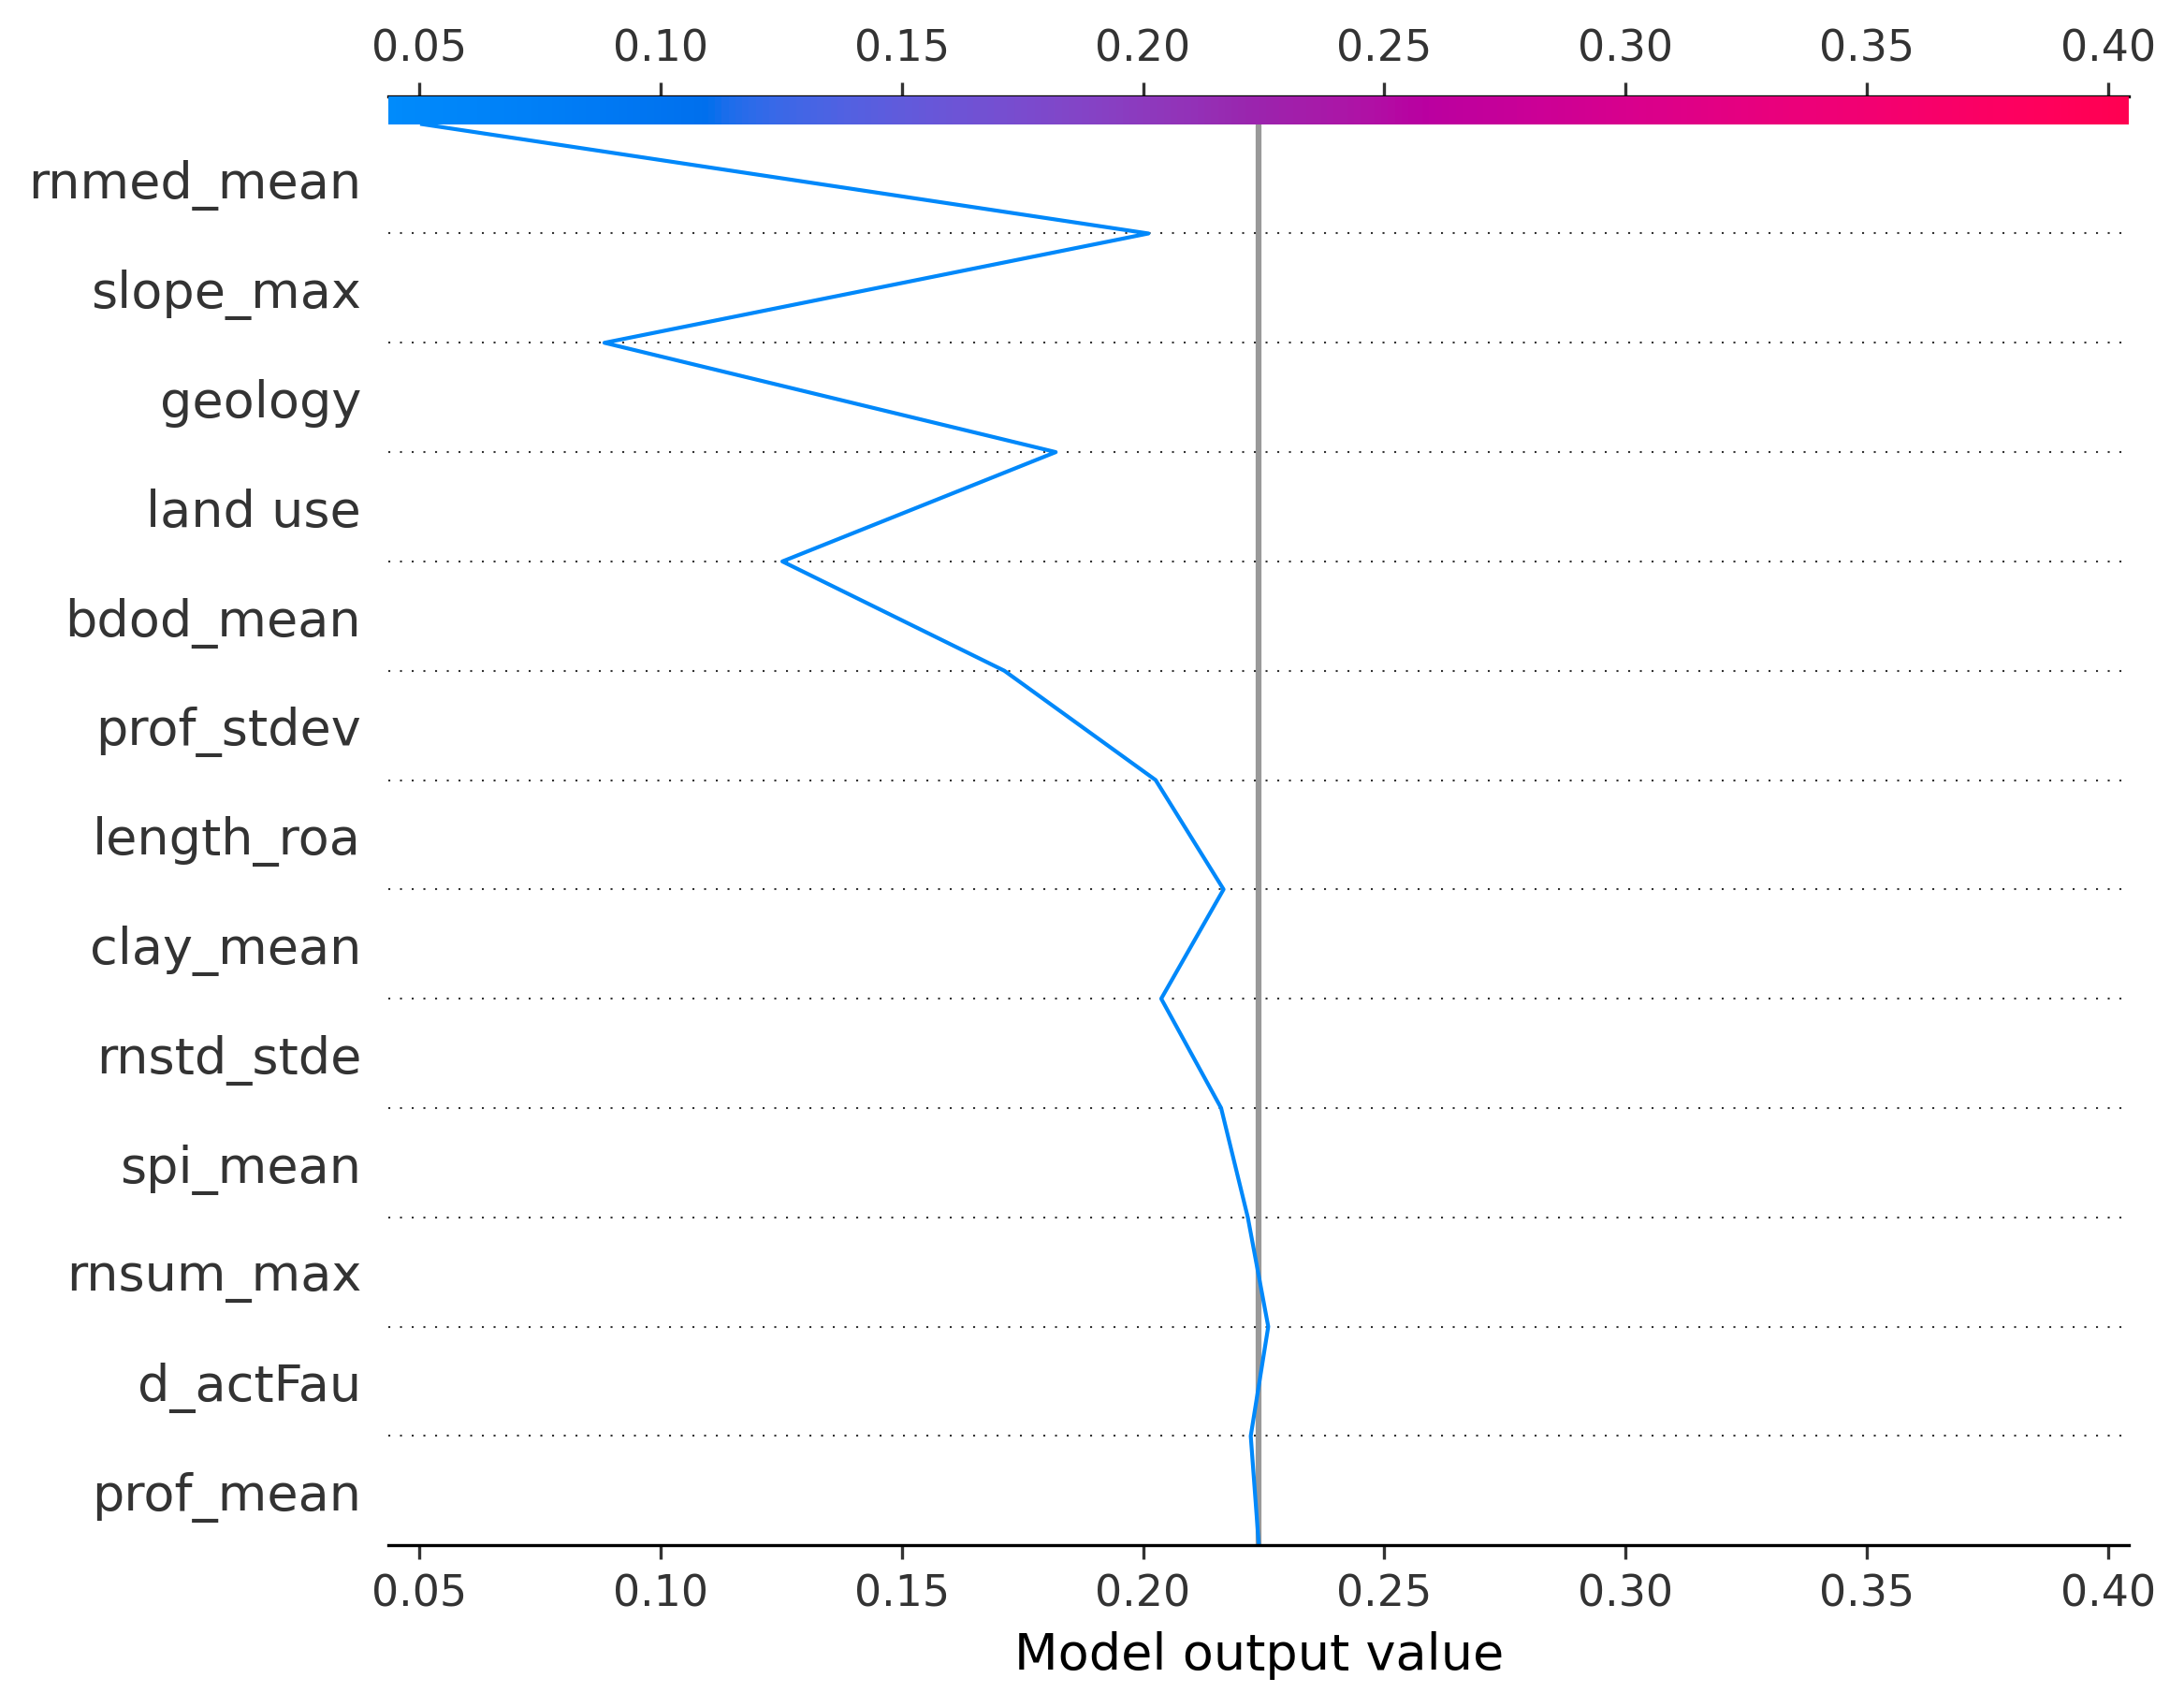 0.05 0.10 0.15 0.20 0.25 0.30 0.35 0.40
rnmed_mean
slope_max
geology
land use
bdod_mean
prof_stdev
length_roa
clay_mean
rnstd_stde
spi_mean
rnsum_max
d_actFau
prof_mean
0.05 0.10 0.15 0.20 0.25 0.30 0.35 0.40
Model output value